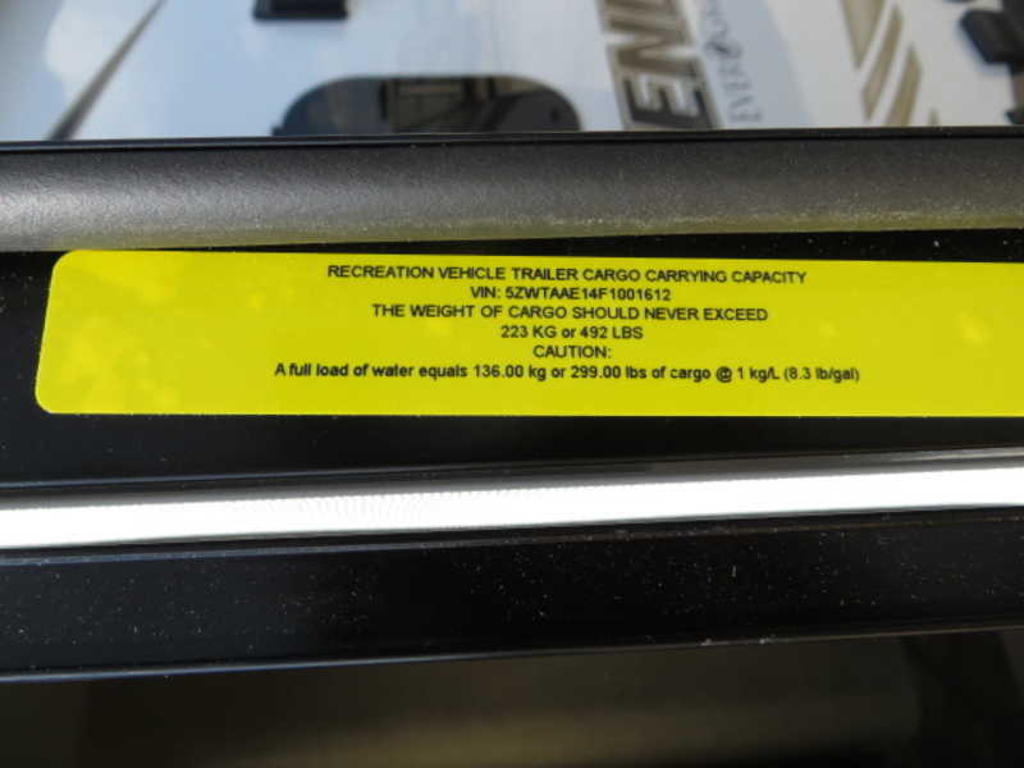 RECREATION VEHICLE TRAILER CARGO CARRYING CAPACITY
VIN: 5ZWTAAE14F1001612
THE WEIGHT OF CARGO SHOULD NEVER EXCEED
223 KG or 492 LBS
CAUTION:
A full load of water equals 136.00 kg or 299.00 lbs of cargo @ 1 kg/L (8.3 lb/gal)